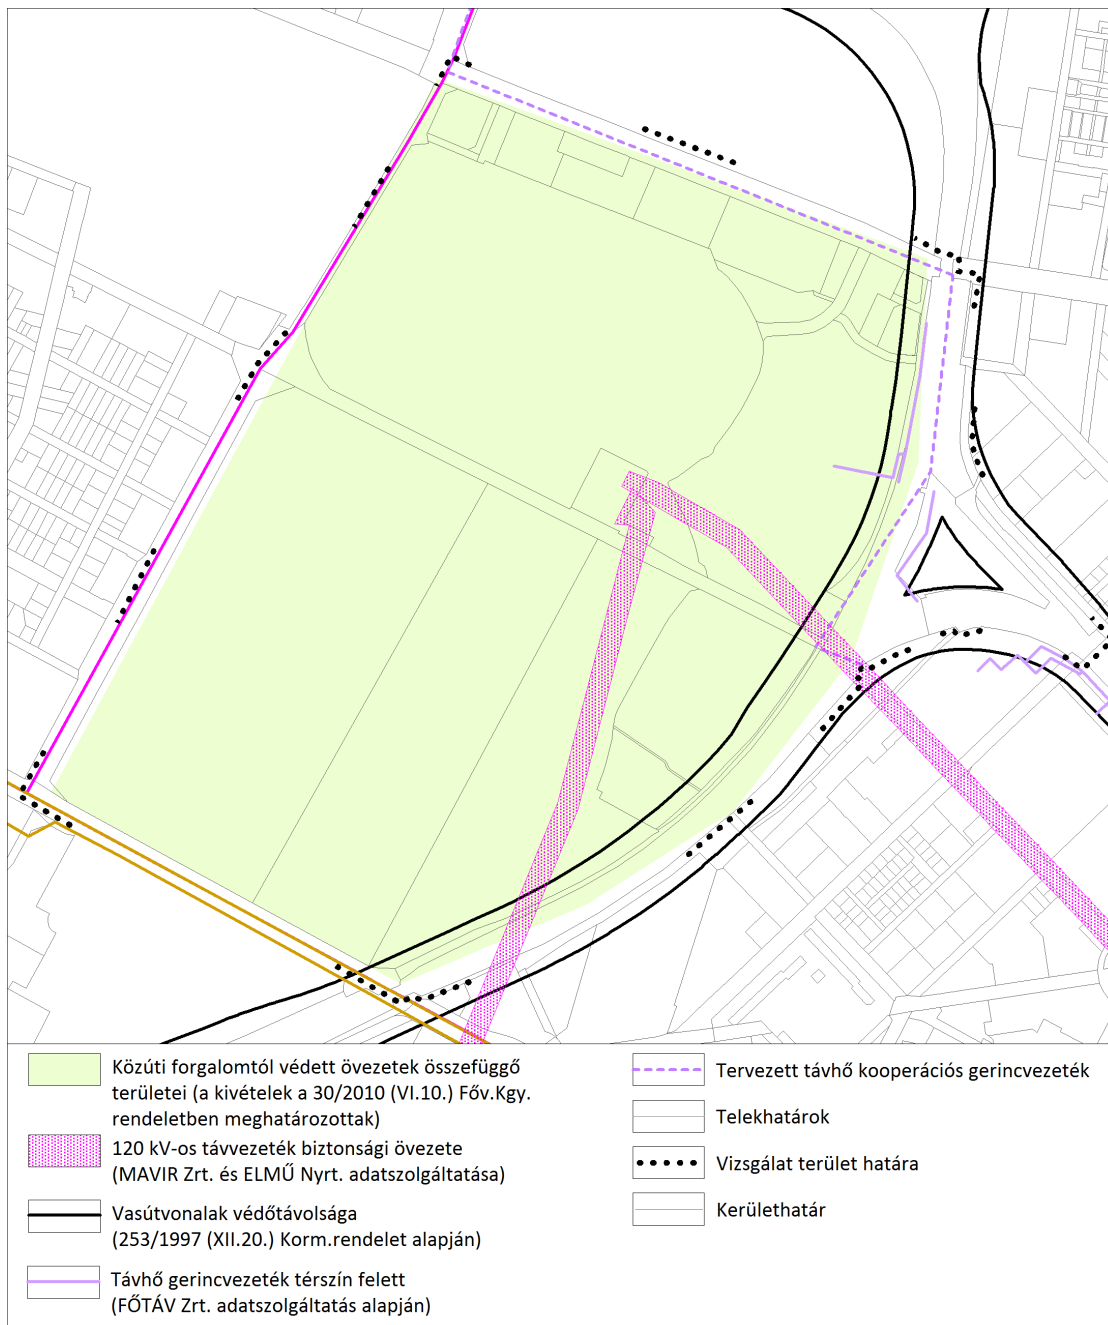 Közúti forgalomtól védett övezetek összefüggő
területei (a kivételek a 30/2010 (VI.10.) Főv.Kgy.
rendeletben meghatározottak)
120 kV-os távvezeték biztonsági övezete
(MAVIR Zrt. és ELMŰ Nyrt. adatszolgáltatása)
Vasútvonalak védőtávolsága
(253/1997 (XII.20.) Korm.rendelet alapján)
Távhő gerincvezeték térszín felett
(FŐTÁV Zrt. adatszolgáltatás alapján)
Tervezett távhő kooperációs gerincvezeték
Telekhatárok
Vizsgálat terület határa
Kerülethatár